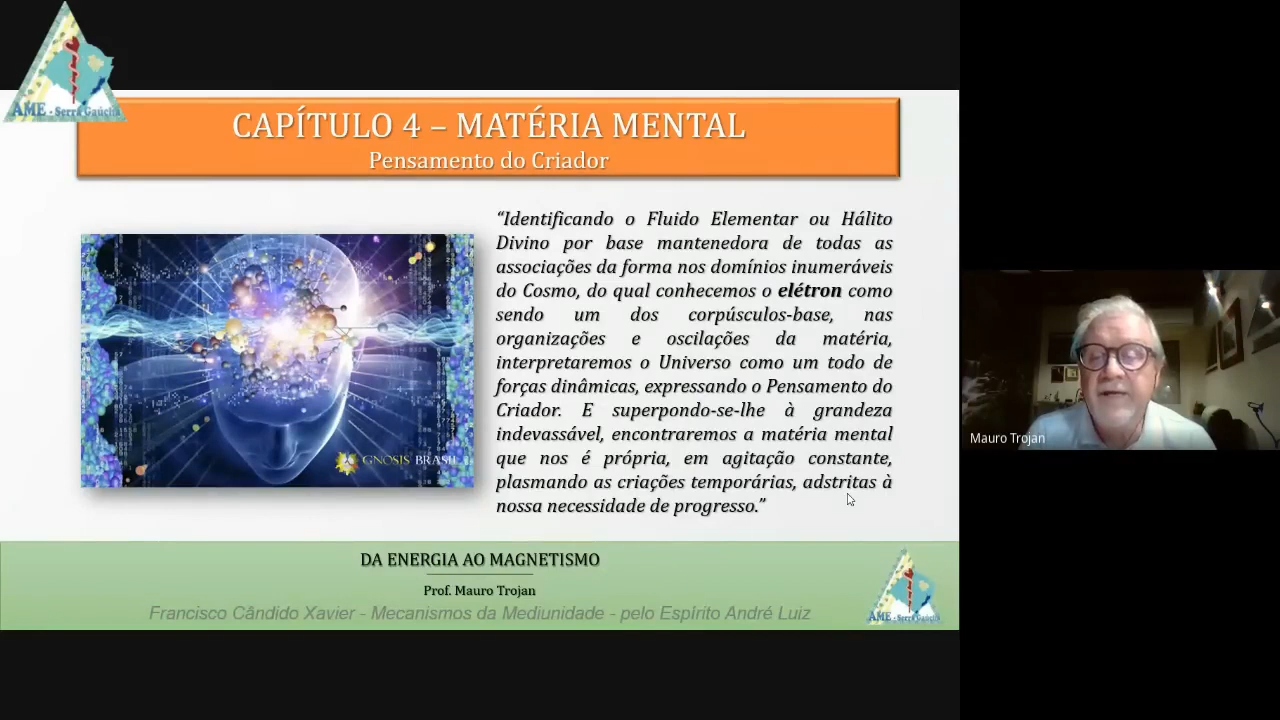 AME - Serra Gaúcha
CAPÍTULO 4 – MATÉRIA MENTAL
Pensamento do Criador
“Identificando o Fluido Elementar ou Hálito
Divino por base mantenedora de todas as
associações da forma nos domínios inumeráveis
do Cosmo, do qual conhecemos o elétron como
sendo um dos corpúsculos-base, nas
organizações e oscilações da matéria,
interpretaremos o Universo como um todo de
forças dinâmicas, expressando o Pensamento do
Criador. E superpondo-se-lhe à grandeza
indevassável, encontraremos a matéria mental
que nos é própria, em agitação constante,
plasmando as criações temporárias, adstritas à
nossa necessidade de progresso.”
GNOSIS BRASIL
Mauro Trojan
DA ENERGIA AO MAGNETISMO
Prof. Mauro Trojan
Francisco Cândido Xavier - Mecanismos da Mediunidade - pelo Espírito André Luiz
AME - Serra Gaúcha